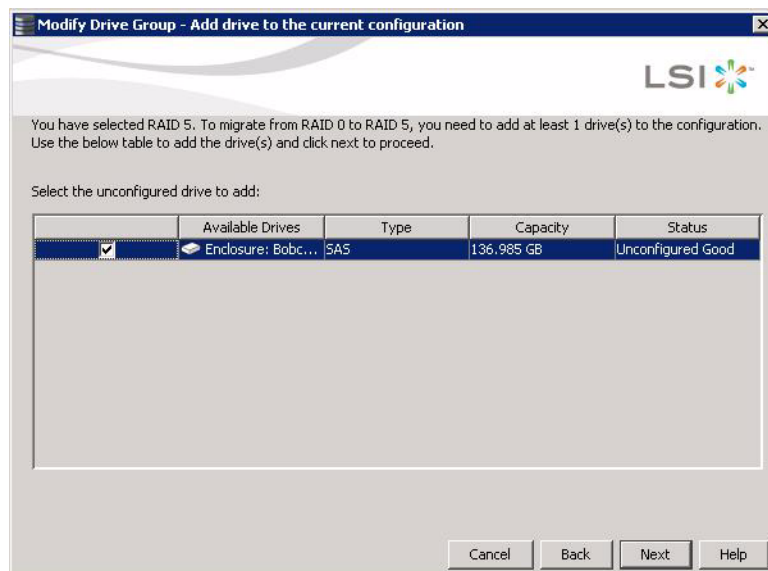 Modify Drive Group - Add drive to the current configuration
LSI
You have selected RAID 5. To migrate from RAID 0 to RAID 5, you need to add at least 1 drive(s) to the configuration.
Use the below table to add the drive(s) and click next to proceed.
Select the unconfigured drive to add:
Available Drives Type Capacity Status
Enclosure: Bobc... SAS 136.985 GB Unconfigured Good
Cancel Back Next Help